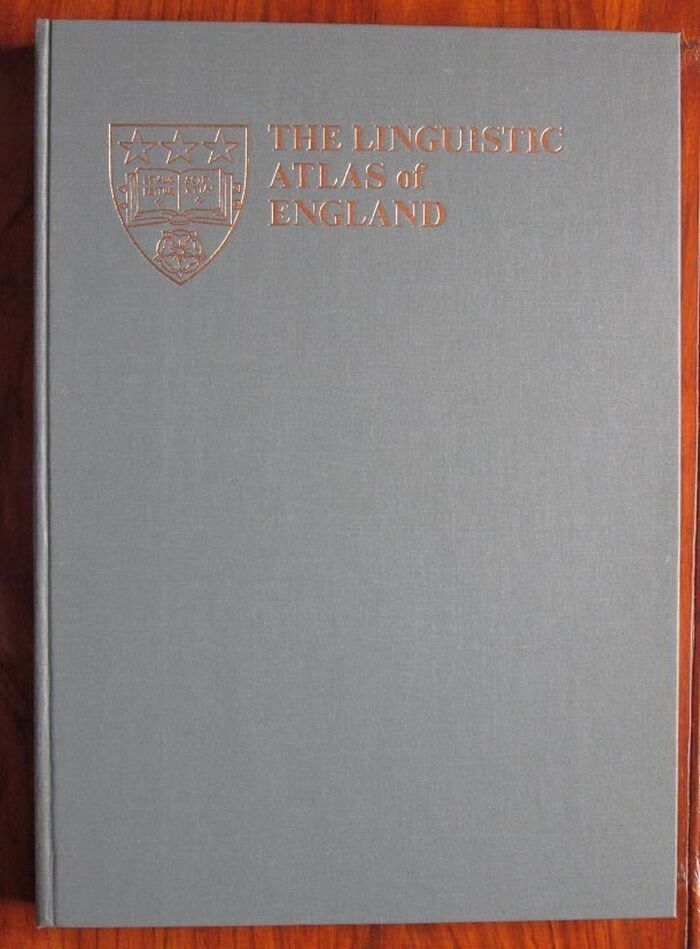 THE LINGUISTIC
ATLAS of
ENGLAND